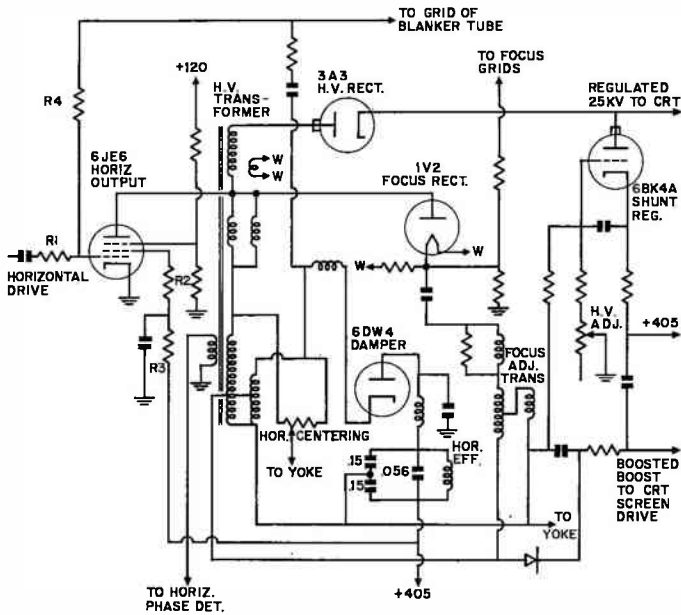 TO GRID OF
BLANKER TUBE
R4
+120
H.V.
TRANS-
FORMER
3A3
H.V. RECT.
TO FOCUS
GRIDS
REGULATED
25KV TO CRT
6JE6
HORIZ
OUTPUT
W
W
1V2
FOCUS RECT.
6BK4A
SHUNT
REG.
R1
HORIZONTAL
DRIVE
R2
W
W
H.V.
ADJ.
+405
R3
6DW4
DAMPER
FOCUS
ADJ.
TRANS
HOR. CENTERING
TO YOKE
.15
.15
.056
HOR.
EFF.
BOOSTED
BOOST
TO CRT
SCREEN
DRIVE
TO
YOKE
TO HORIZ.
PHASE DET.
+405